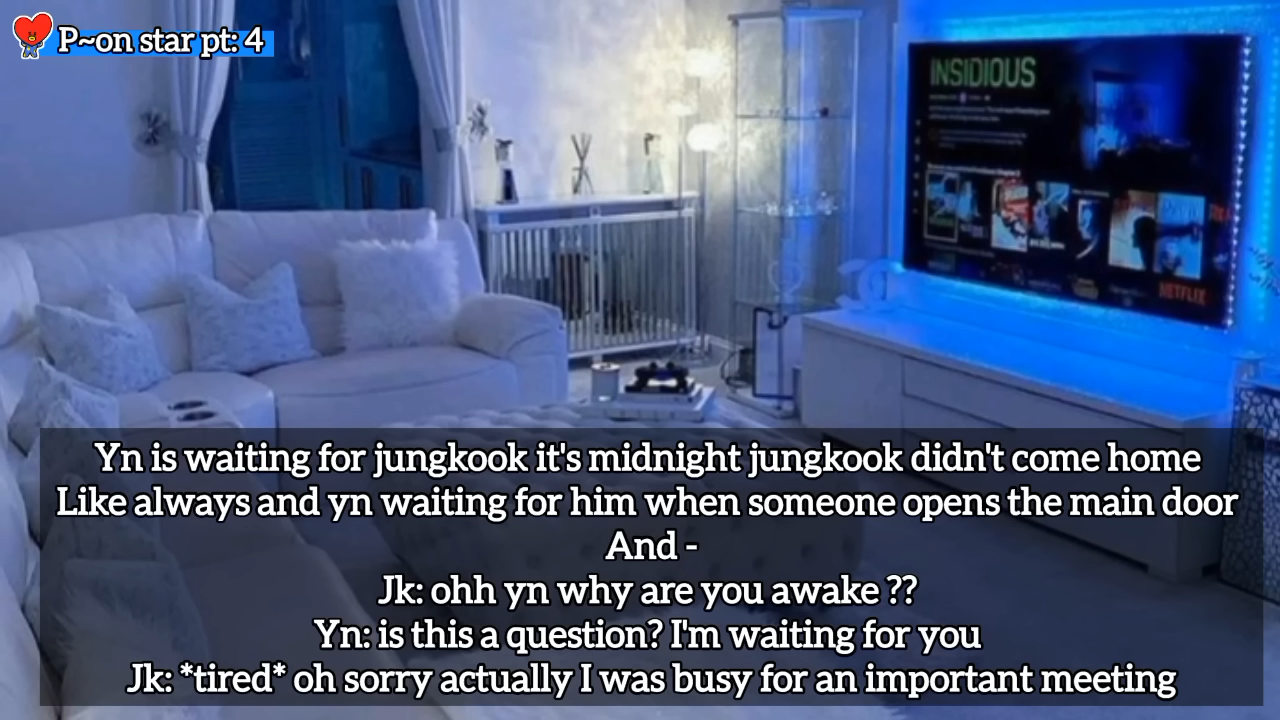 P~on star pt: 4
INSIDIOUS
NETFLIX
Yn is waiting for jungkook it's midnight jungkook didn't come home
Like always and yn waiting for him when someone opens the main door
And -
Jk: ohh yn why are you awake ??
Yn: is this a question? I'm waiting for you
Jk: *tired* oh sorry actually I was busy for an important meeting